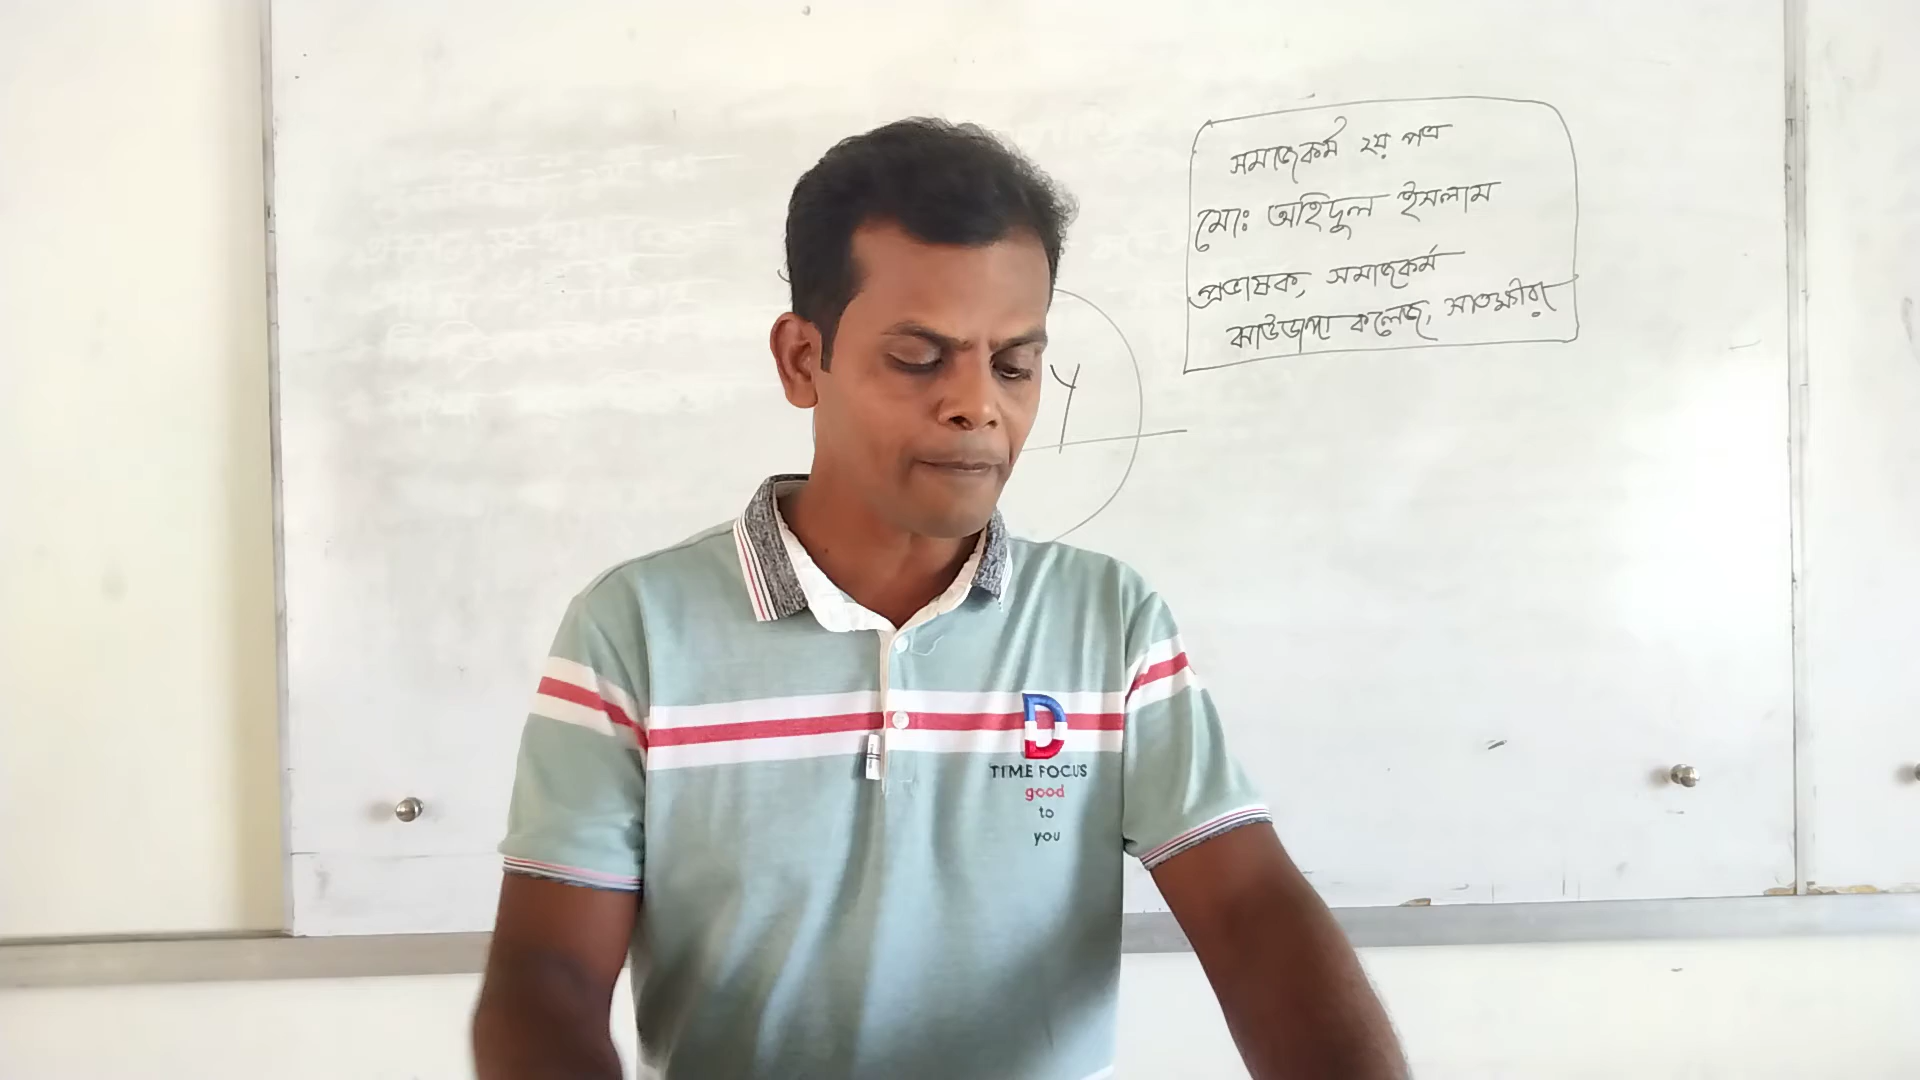 সমাজকর্ম ২য় পত্র
মোঃ অহিদুল ইসলাম
প্রভাষক, সমাজকর্ম
ঝাউডাঙ্গা কলেজ, সাতক্ষীরা
Y
D
TIME FOCUS
good
to
you